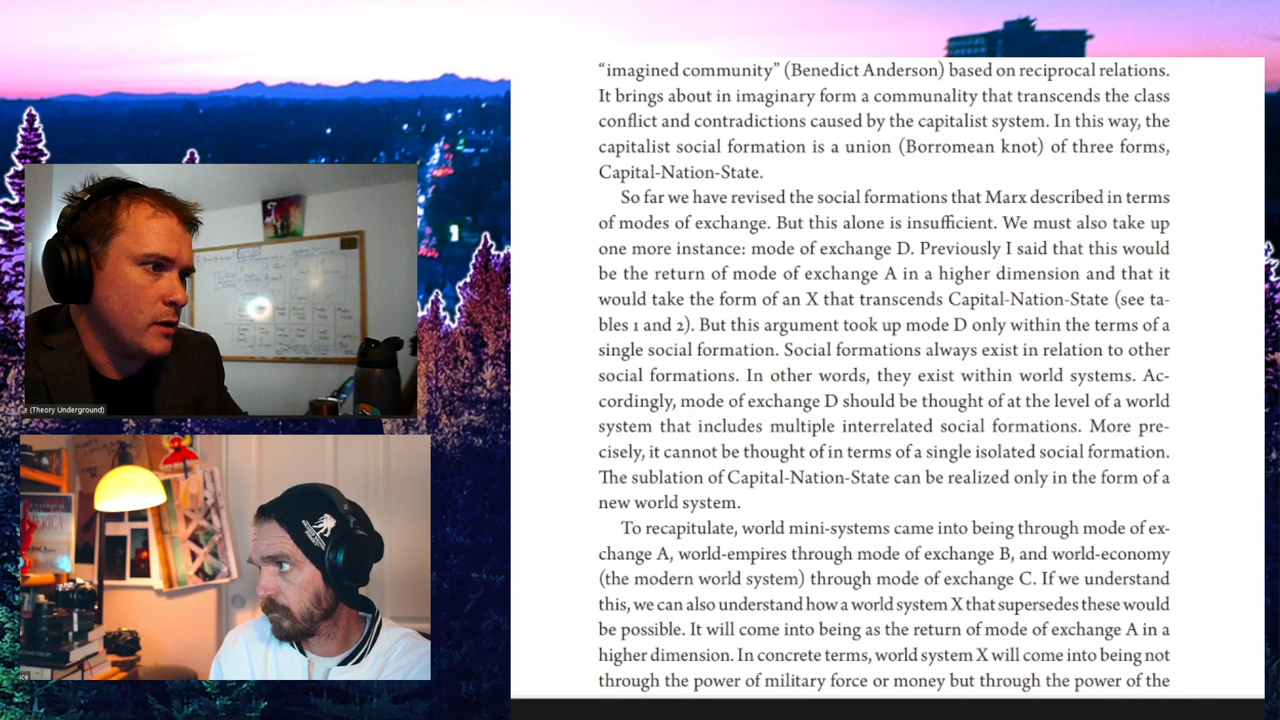 “imagined community” (Benedict Anderson) based on reciprocal relations.
It brings about in imaginary form a communality that transcends the class
conflict and contradictions caused by the capitalist system. In this way, the
capitalist social formation is a union (Borromean knot) of three forms,
Capital-Nation-State.
So far we have revised the social formations that Marx described in terms
of modes of exchange. But this alone is insufficient. We must also take up
one more instance: mode of exchange D. Previously I said that this would
be the return of mode of exchange A in a higher dimension and that it
would take the form of an X that transcends Capital-Nation-State (see ta-
bles 1 and 2). But this argument took up mode D only within the terms of a
single social formation. Social formations always exist in relation to other
social formations. In other words, they exist within world systems. Ac-
cordingly, mode of exchange D should be thought of at the level of a world
system that includes multiple interrelated social formations. More pre-
cisely, it cannot be thought of in terms of a single isolated social formation.
The sublation of Capital-Nation-State can be realized only in the form of a
new world system.
To recapitulate, world mini-systems came into being through mode of ex-
change A, world-empires through mode of exchange B, and world-economy
(the modern world system) through mode of exchange C. If we understand
this, we can also understand how a world system X that supersedes these would
be possible. It will come into being as the return of mode of exchange A in a
higher dimension. In concrete terms, world system X will come into being not
through the power of military force or money but through the power of the
(Theory Underground)